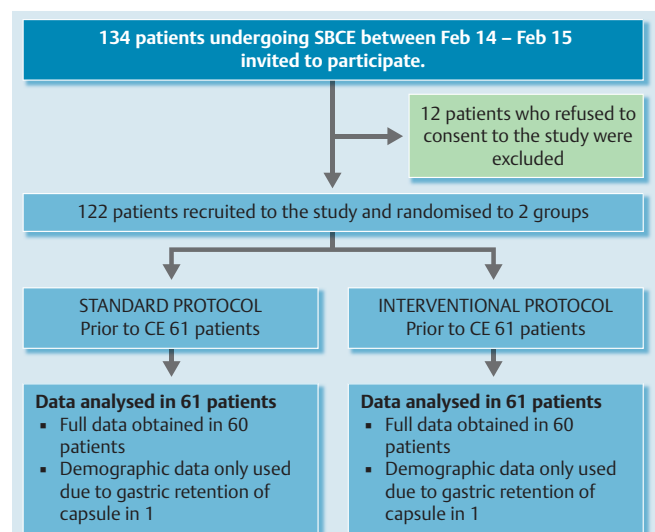 134 patients undergoing SBCE between Feb 14 – Feb 15
invited to participate.
12 patients who refused to
consent to the study were
excluded
122 patients recruited to the study and randomised to 2 groups
STANDARD PROTOCOL
Prior to CE 61 patients
INTERVENTIONAL PROTOCOL
Prior to CE 61 patients
Data analysed in 61 patients
▪ Full data obtained in 60
patients
▪ Demographic data only used
due to gastric retention of
capsule in 1
Data analysed in 61 patients
▪ Full data obtained in 60
patients
▪ Demographic data only used
due to gastric retention of
capsule in 1